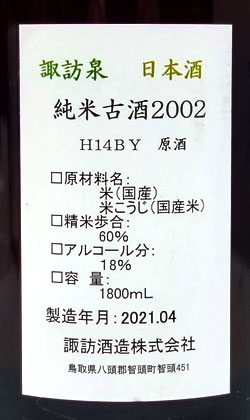 諏訪泉　日本酒
純米古酒2002
H14BY　原酒
□原材料名：
米（国産）
米こうじ（国産米）
□精米歩合：
60％
□アルコール分：
18％
□容　量：
1800mL
製造年月：2021.04
諏訪酒造株式会社
鳥取県八頭郡智頭町智頭451